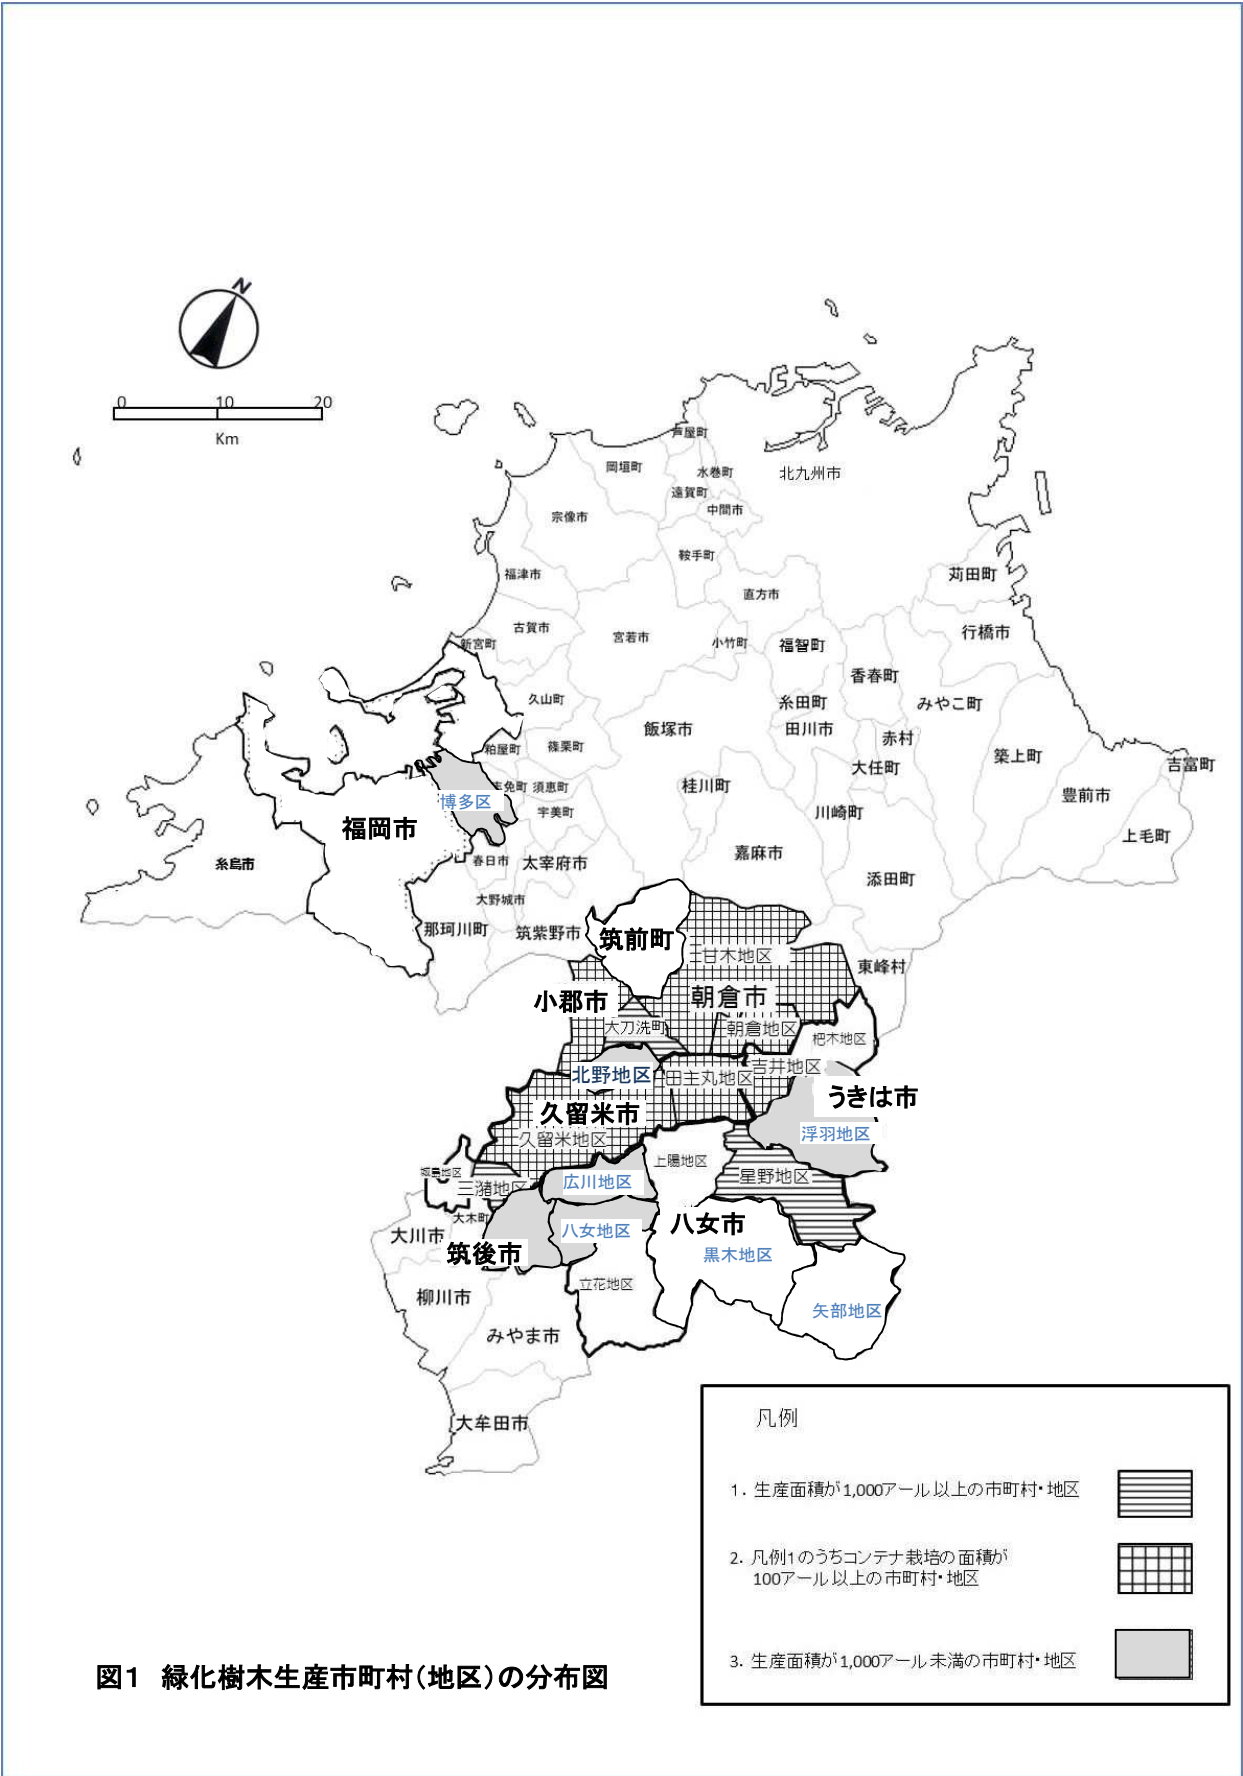 N
0 10 20
Km
芦屋町
岡垣町
水巻町
北九州市
遠賀町
中間市
宗像市
鞍手町
福津市
苅田町
直方市
古賀市
宮若市
小竹町
福智町
行橋市
新宮町
香春町
久山町
糸田町
みやこ町
飯塚市
田川市
赤村
粕屋町
篠栗町
築上町
大任町
吉富町
須恵町
桂川町
博多区
豊前市
宇美町
川崎町
福岡市
上毛町
嘉麻市
春日市
太宰府市
糸島市
添田町
大野城市
那珂川町
筑紫野市
筑前町
甘木地区
東峰村
小郡市
朝倉市
大刀洗町
朝倉地区
杷木地区
吉井地区
北野地区
田主丸地区
うきは市
久留米市
浮羽地区
久留米地区
上陽地区
城島地区
星野地区
三潴地区
広川地区
大木町
八女市
大川市
八女地区
筑後市
黒木地区
立花地区
柳川市
矢部地区
みやま市
大牟田市
凡例
1. 生産面積が1,000アール以上の市町村・地区
2. 凡例1のうちコンテナ栽培の面積が
100アール以上の市町村・地区
3. 生産面積が1,000アール未満の市町村・地区
図1 緑化樹木生産市町村(地区)の分布図